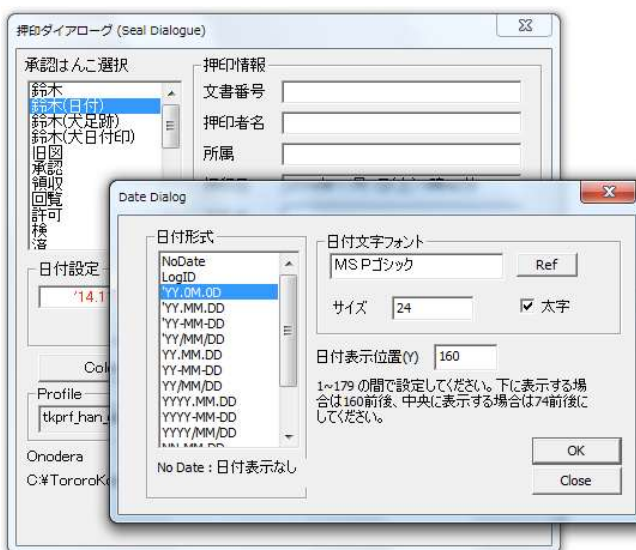 押印ダイアローグ (Seal Dialogue)
承認はんこ選択
鈴木
鈴木(日付)
鈴木(犬足跡)
鈴木(犬日付印)
旧図
承認
領収
回覧
許可
検
済
押印情報
文書番号
押印者名
所属
日付設定
'14.1
Colo
Profile
tkprf_han_
Onodera
C:¥TororoKo
Date Dialog
日付形式
NoDate
LogID
'YY.0M.0D
'YY.MM.DD
'YY-MM-DD
'YY/MM/DD
YY.MM.DD
YY-MM-DD
YY/MM/DD
YYYY.MM.DD
YYYY-MM-DD
YYYY/MM/DD
No Date : 日付表示なし
日付文字フォント
MS Pゴシック
Ref
サイズ 24
太字
日付表示位置(Y) 160
1~179 の間で設定してください。下に表示する場
合は160前後、中央に表示する場合は74前後に
してください。
OK
Close